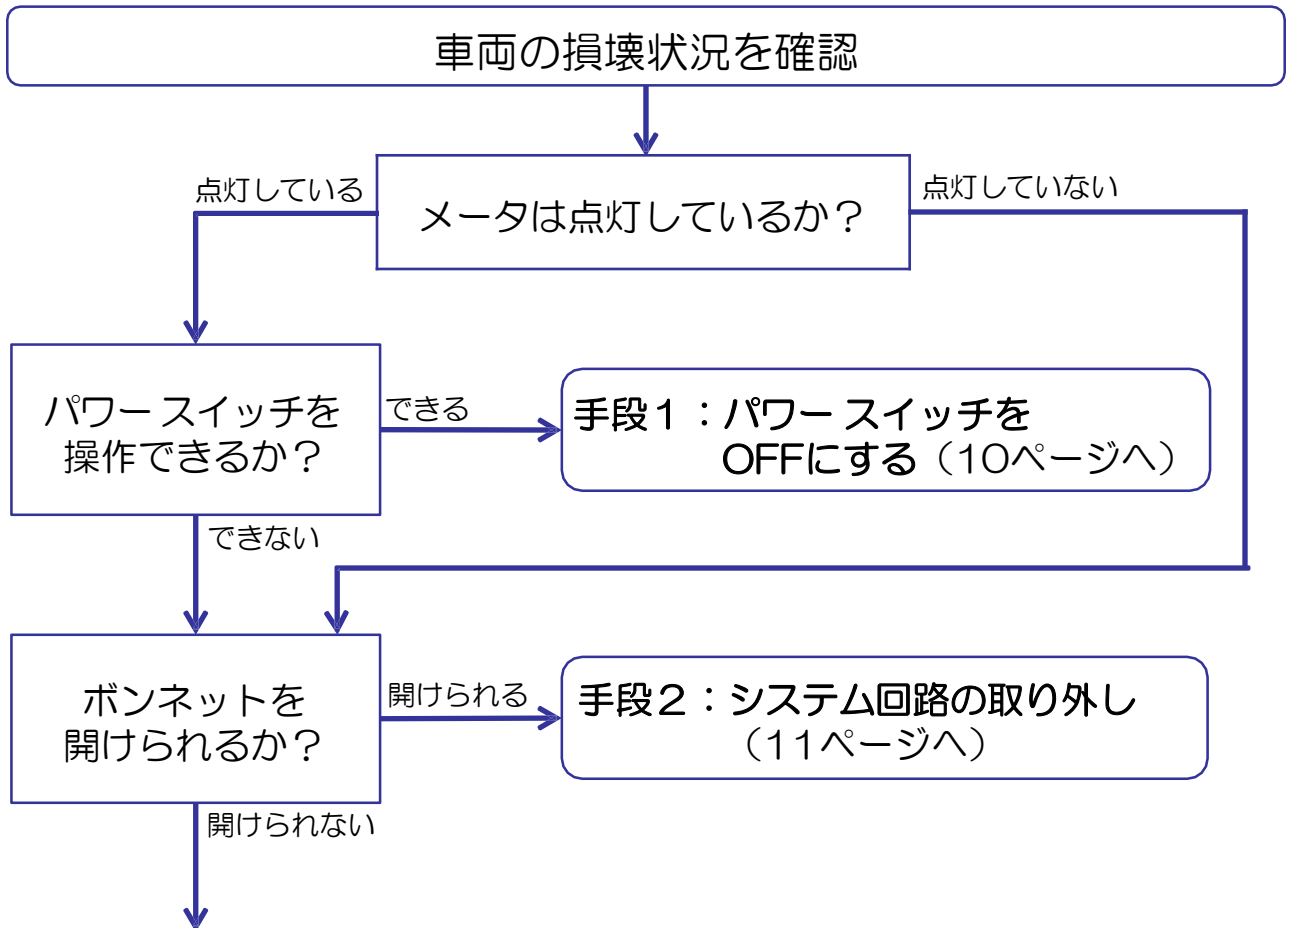 車両の損壊状況を確認
点灯している
メータは点灯しているか？
点灯していない
パワー スイッチを
操作できるか？
できる
手段１：パワー スイッチを
OFFにする（10ページへ）
できない
ボンネットを
開けられるか？
開けられる
手段２：システム回路の取り外し
（11ページへ）
開けられない